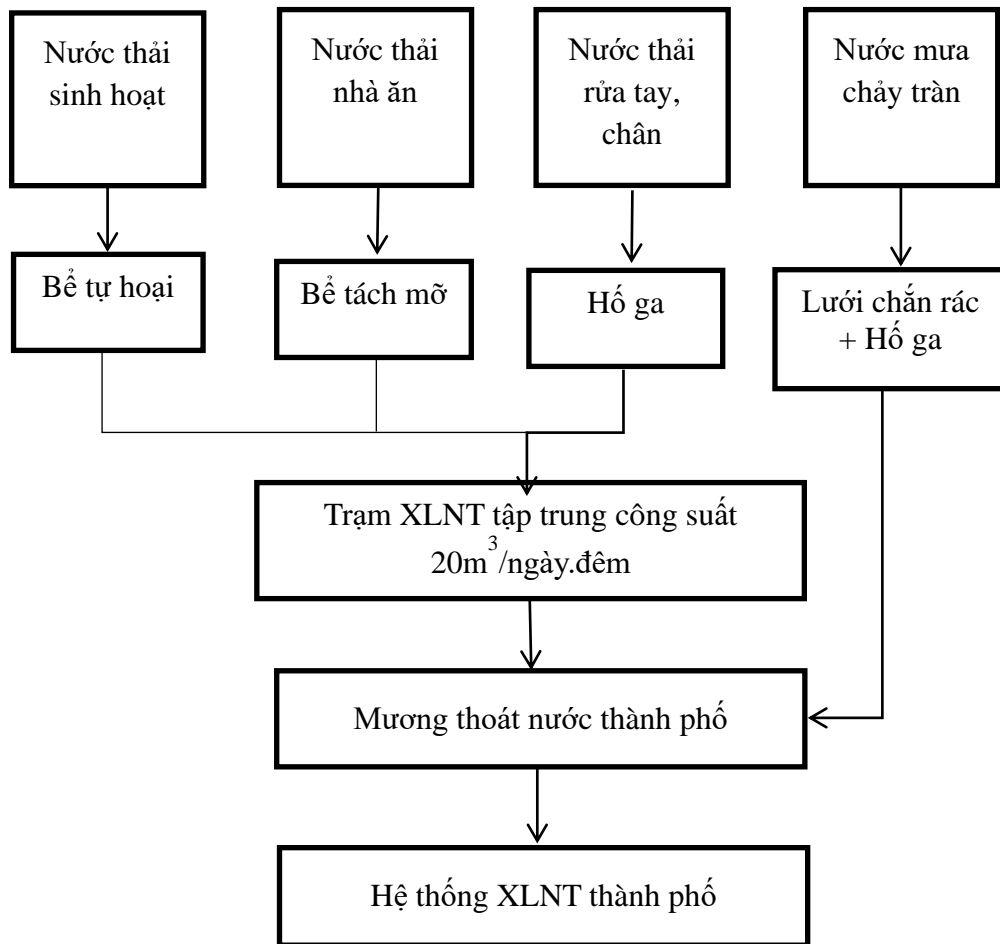 Nước thải
sinh hoạt
Nước thải
nhà ăn
Nước thải
rửa tay,
chân
Nước mưa
chảy tràn
Bể tự hoại
Bể tách mỡ
Hố ga
Lưới chắn rác
+ Hố ga
Trạm XLNT tập trung công suất
20m³/ngày.đêm
Mương thoát nước thành phố
Hệ thống XLNT thành phố